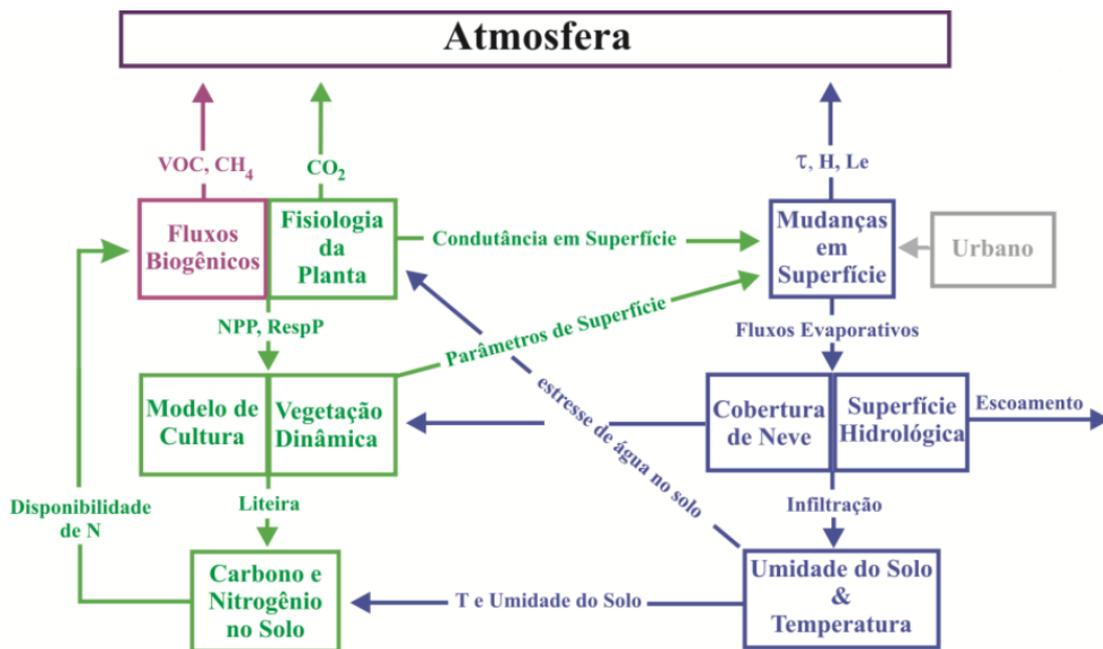 Atmosfera
VOC, CH₄
CO₂
τ, H, Le
Fluxos
Biogênicos
Fisiologia
da
Planta
Condutância em Superfície
Mudanças
em
Superfície
Urbano
NPP, RespP
Parâmetros de Superfície
Fluxos Evaporativos
Modelo de
Cultura
Vegetação
Dinâmica
estresse de água no solo
Cobertura
de Neve
Superfície
Hidrológica
Escoamento
Disponibilidade
de N
Liteira
Infiltração
Carbono e
Nitrogênio
no Solo
T e Umidade do Solo
Umidade do Solo
&
Temperatura